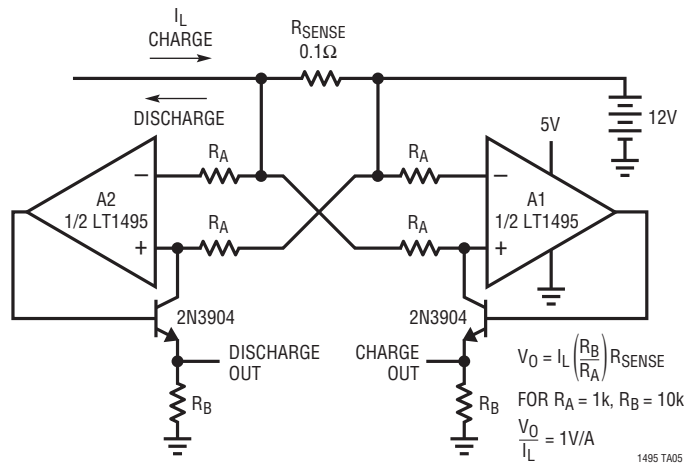 I_L
CHARGE
R_SENSE
0.1Ω
DISCHARGE
12V
5V
R_A
R_A
A2
1/2 LT1495
–
+
R_A
R_A
–
+
A1
1/2 LT1495
2N3904
2N3904
DISCHARGE
OUT
CHARGE
OUT
R_B
R_B
V_O = I_L (R_B/R_A) R_SENSE
FOR R_A = 1k, R_B = 10k
V_O/I_L = 1V/A
1495 TA05